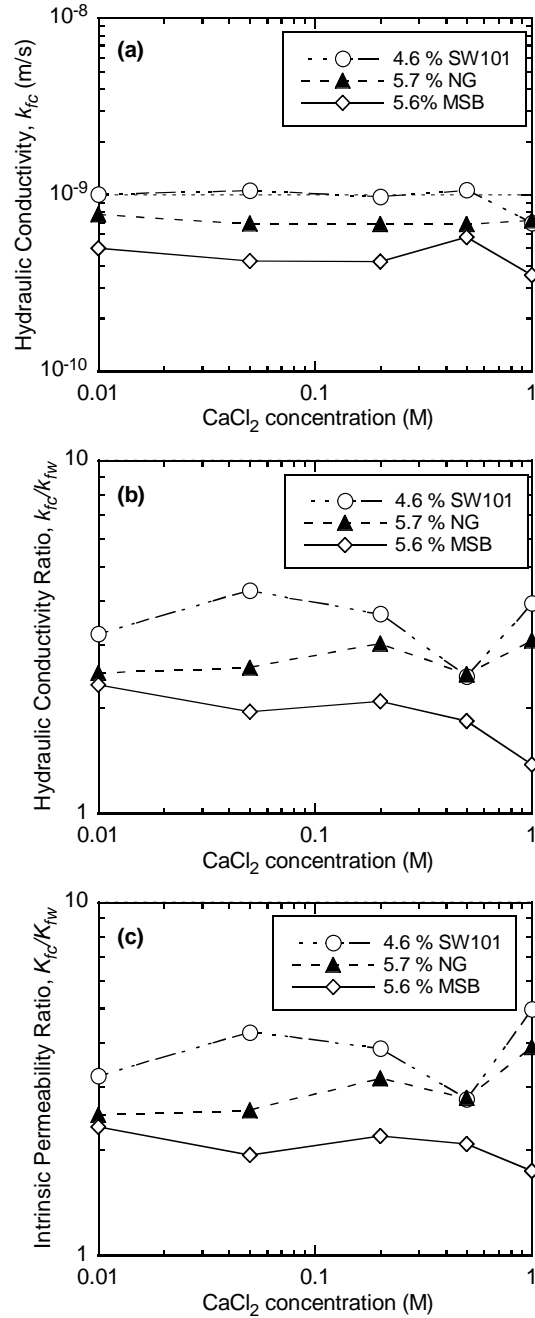 (a)
4.6 % SW101
5.7 % NG
5.6% MSB
Hydraulic Conductivity, k_fc (m/s)
10⁻⁸
10⁻⁹
10⁻¹⁰
0.01
0.1
1
CaCl₂ concentration (M)
(b)
4.6 % SW101
5.7 % NG
5.6 % MSB
Hydraulic Conductivity Ratio, k_fc/k_fw
10
1
0.01
0.1
1
CaCl₂ concentration (M)
(c)
4.6 % SW101
5.7 % NG
5.6 % MSB
Intrinsic Permeability Ratio, K_fc/K_fw
10
1
0.01
0.1
1
CaCl₂ concentration (M)